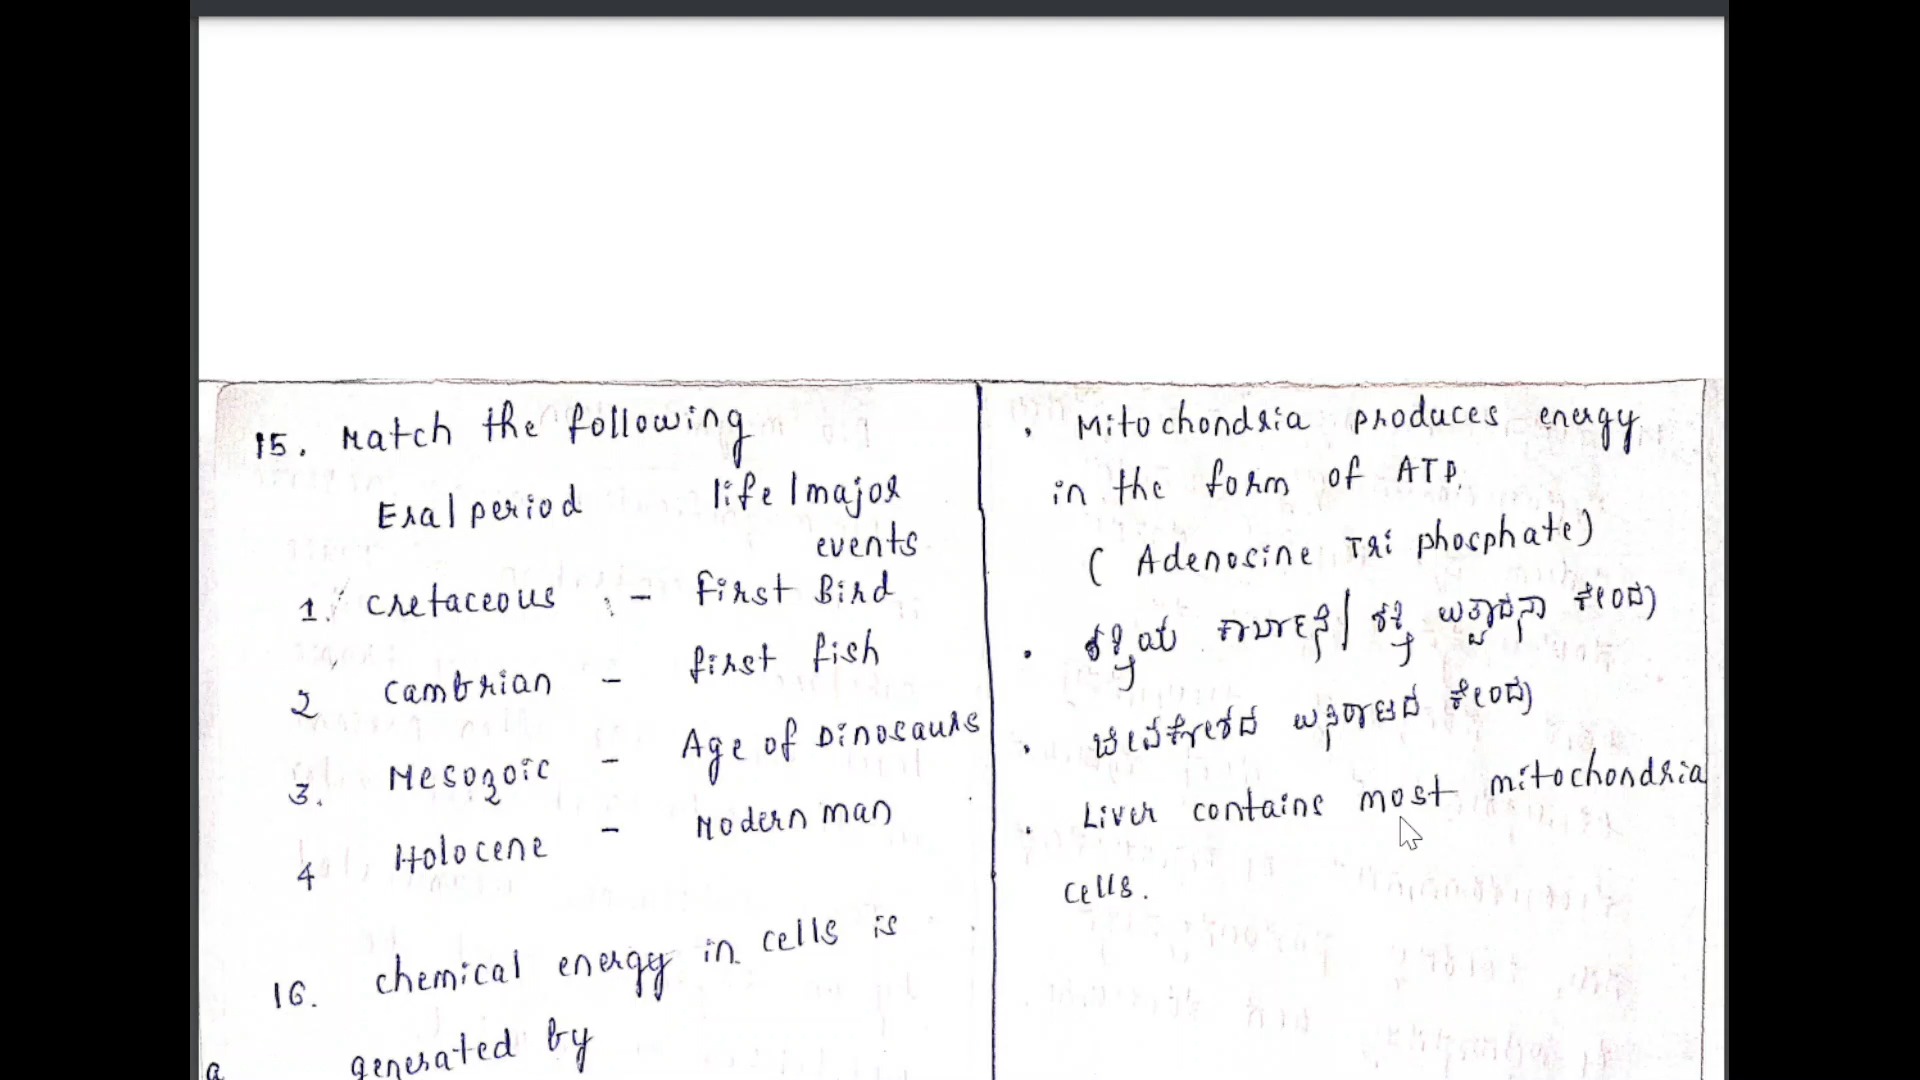 15. Match the following
Era/period life/major
events
1. Cretaceous - First Bird
2 Cambrian - first fish
3. Mesozoic - Age of Dinosaurs
4 Holocene - Modern man
16. chemical energy in cells is
generated by
a
. Mitochondria produces energy
in the form of ATP.
( Adenosine Tri phosphate)
. Liver contains most mitochondria
cells.